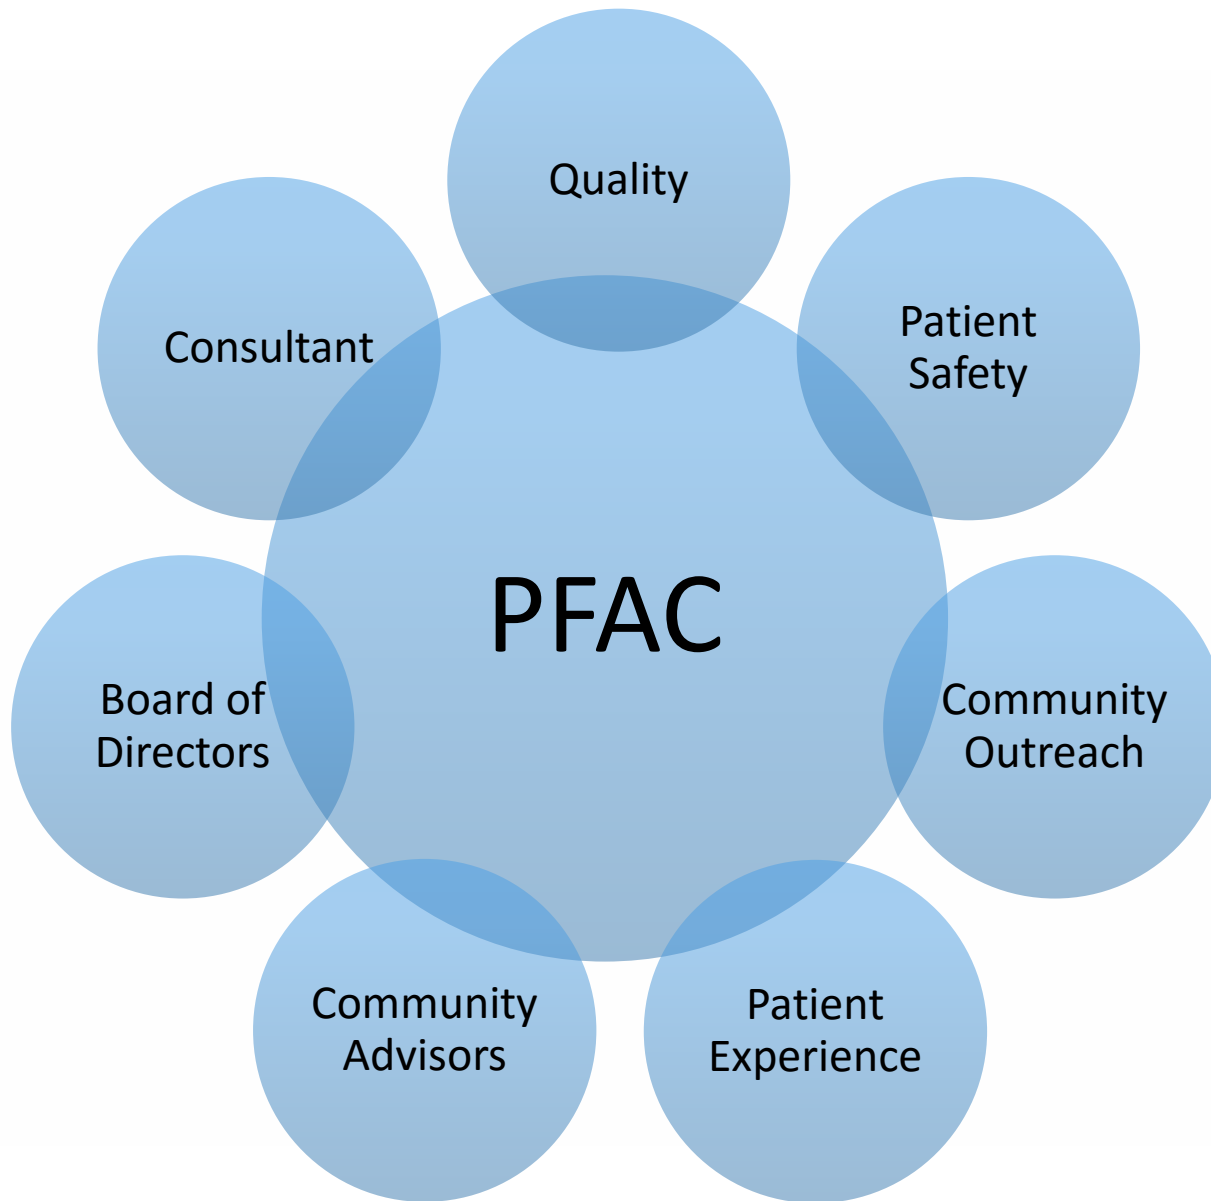 Quality
Consultant
Patient
Safety
PFAC
Board of
Directors
Community
Outreach
Community
Advisors
Patient
Experience